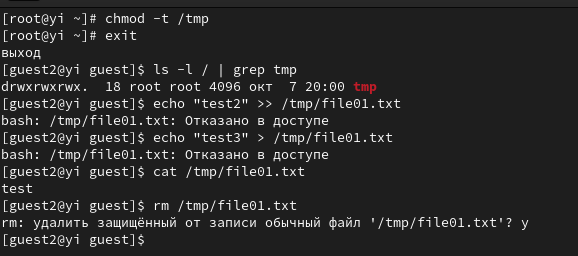 [root@yi ~]# chmod -t /tmp
[root@yi ~]# exit
выход
[guest2@yi guest]$ ls -l / | grep tmp
drwxrwxrwx.  18 root root 4096 окт  7 20:00 tmp
[guest2@yi guest]$ echo "test2" >> /tmp/file01.txt
bash: /tmp/file01.txt: Отказано в доступе
[guest2@yi guest]$ echo "test3" > /tmp/file01.txt
bash: /tmp/file01.txt: Отказано в доступе
[guest2@yi guest]$ cat /tmp/file01.txt
test
[guest2@yi guest]$ rm /tmp/file01.txt
rm: удалить защищённый от записи обычный файл '/tmp/file01.txt'? y
[guest2@yi guest]$